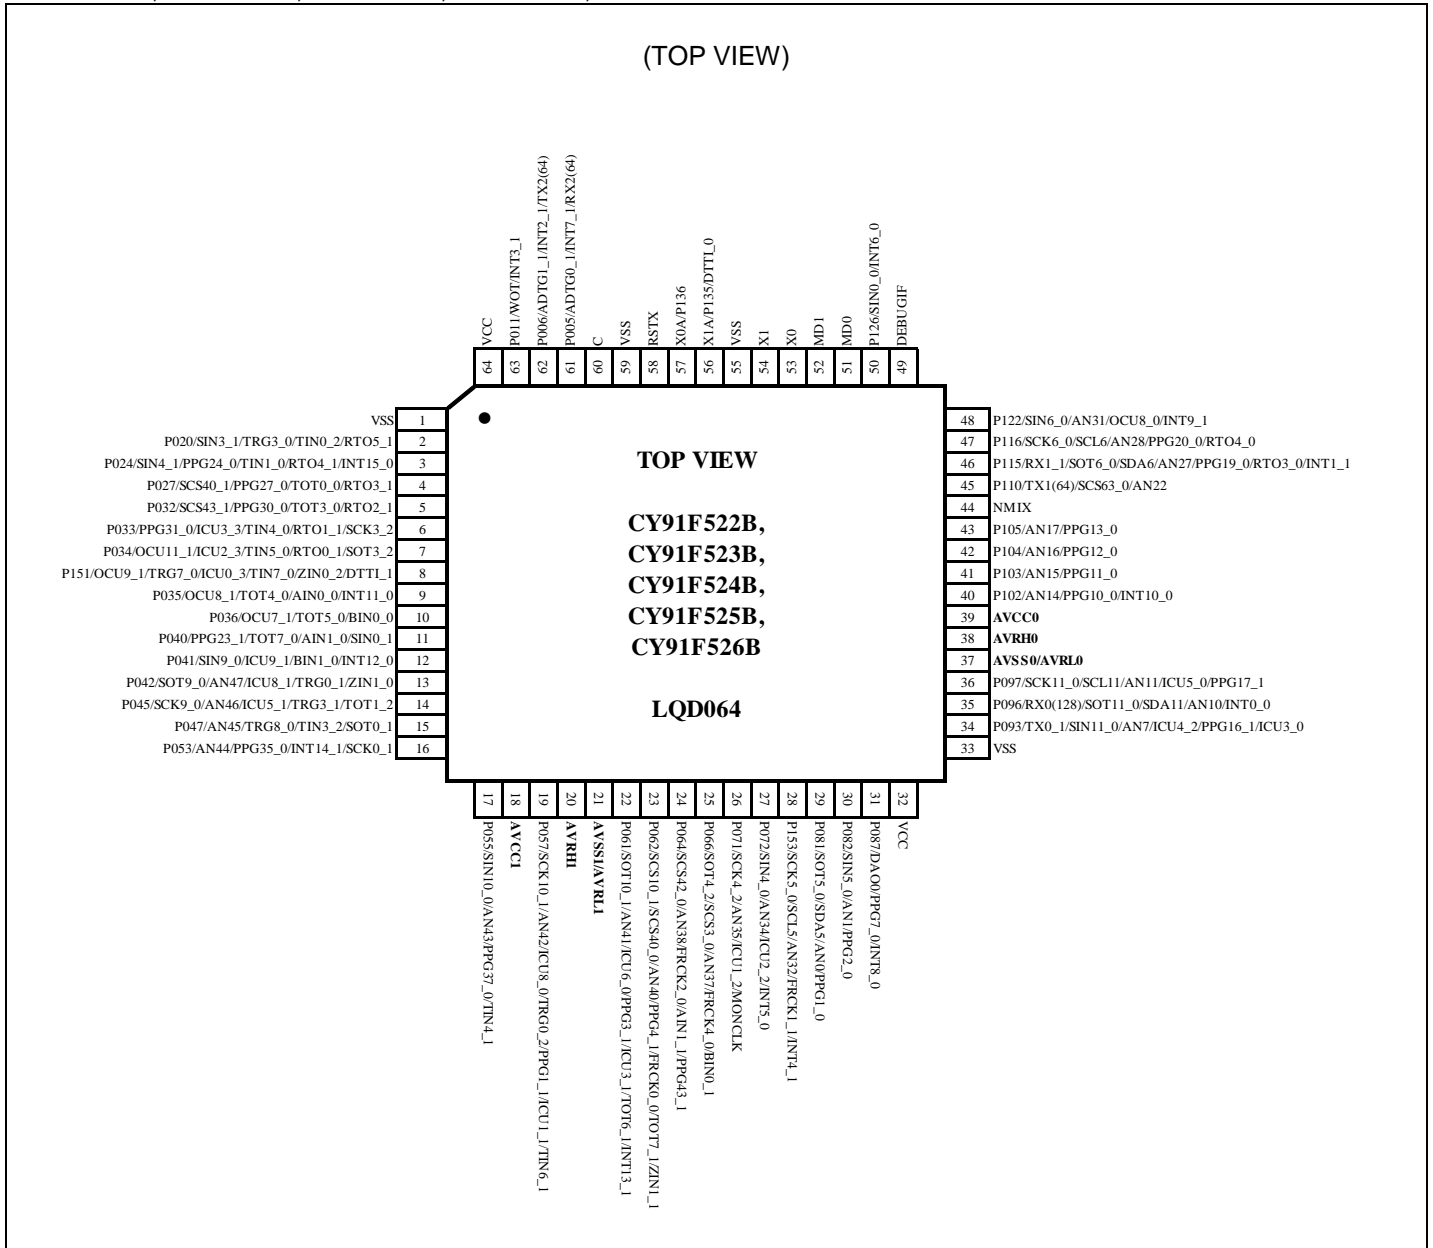 (TOP VIEW)
VCC
P011/WOT/INT3_1
P006/ADTG1_1/INT2_1/TX2(64)
P005/ADTG0_1/INT7_1/RX2(64)
C
VSS
RSTX
X0A/P136
X1A/P135/DTTI_0
VSS
X1
X0
MD1
MD0
P126/SIN0_0/INT6_0
DEBUGIF
64 63 62 61 60 59 58 57 56 55 54 53 52 51 50 49
VSS 1
P020/SIN3_1/TRG3_0/TIN0_2/RTO5_1 2
P024/SIN4_1/PPG24_0/TIN1_0/RTO4_1/INT15_0 3
P027/SCS40_1/PPG27_0/TOT0_0/RTO3_1 4
P032/SCS43_1/PPG30_0/TOT3_0/RTO2_1 5
P033/PPG31_0/ICU3_3/TIN4_0/RTO1_1/SCK3_2 6
P034/OCU11_1/ICU2_3/TIN5_0/RTO0_1/SOT3_2 7
P151/OCU9_1/TRG7_0/ICU0_3/TIN7_0/ZIN0_2/DTTI_1 8
P035/OCU8_1/TOT4_0/AIN0_0/INT11_0 9
P036/OCU7_1/TOT5_0/BIN0_0 10
P040/PPG23_1/TOT7_0/AIN1_0/SIN0_1 11
P041/SIN9_0/ICU9_1/BIN1_0/INT12_0 12
P042/SOT9_0/AN47/ICU8_1/TRG0_1/ZIN1_0 13
P045/SCK9_0/AN46/ICU5_1/TRG3_1/TOT1_2 14
P047/AN45/TRG8_0/TIN3_2/SOT0_1 15
P053/AN44/PPG35_0/INT14_1/SCK0_1 16
TOP VIEW
CY91F522B,
CY91F523B,
CY91F524B,
CY91F525B,
CY91F526B
LQD064
48 P122/SIN6_0/AN31/OCU8_0/INT9_1
47 P116/SCK6_0/SCL6/AN28/PPG20_0/RTO4_0
46 P115/RX1_1/SOT6_0/SDA6/AN27/PPG19_0/RTO3_0/INT1_1
45 P110/TX1(64)/SCS63_0/AN22
44 NMIX
43 P105/AN17/PPG13_0
42 P104/AN16/PPG12_0
41 P103/AN15/PPG11_0
40 P102/AN14/PPG10_0/INT10_0
39 AVCC0
38 AVRH0
37 AVSS0/AVRL0
36 P097/SCK11_0/SCL11/AN11/ICU5_0/PPG17_1
35 P096/RX0(128)/SOT11_0/SDA11/AN10/INT0_0
34 P093/TX0_1/SIN11_0/AN7/ICU4_2/PPG16_1/ICU3_0
33 VSS
17 18 19 20 21 22 23 24 25 26 27 28 29 30 31 32
P055/SIN10_0/AN43/PPG37_0/TIN4_1
AVCC1
P057/SCK10_1/AN42/ICU8_0/TRG0_2/PPG1_1/ICU1_1/TIN6_1
AVRH1
AVSS1/AVRL1
P061/SOT10_1/AN41/ICU6_0/PPG3_1/ICU3_1/TOT6_1/INT13_1
P062/SCS10_1/SCS40_0/AN40/PPG4_1/FRCK0_0/TOT7_1/ZIN1_1
P064/SCS42_0/AN38/FRCK2_0/AIN1_1/PPG43_1
P066/SOT4_2/SCS3_0/AN37/FRCK4_0/BIN0_1
P071/SCK4_2/AN35/ICU1_2/MONCLK
P072/SIN4_0/AN34/ICU2_2/INT5_0
P153/SCK5_0/SCL5/AN32/FRCK1_1/INT4_1
P081/SOT5_0/SDA5/AN0/PPG1_0
P082/SIN5_0/AN1/PPG2_0
P087/DAO0/PPG7_0/INT8_0
VCC